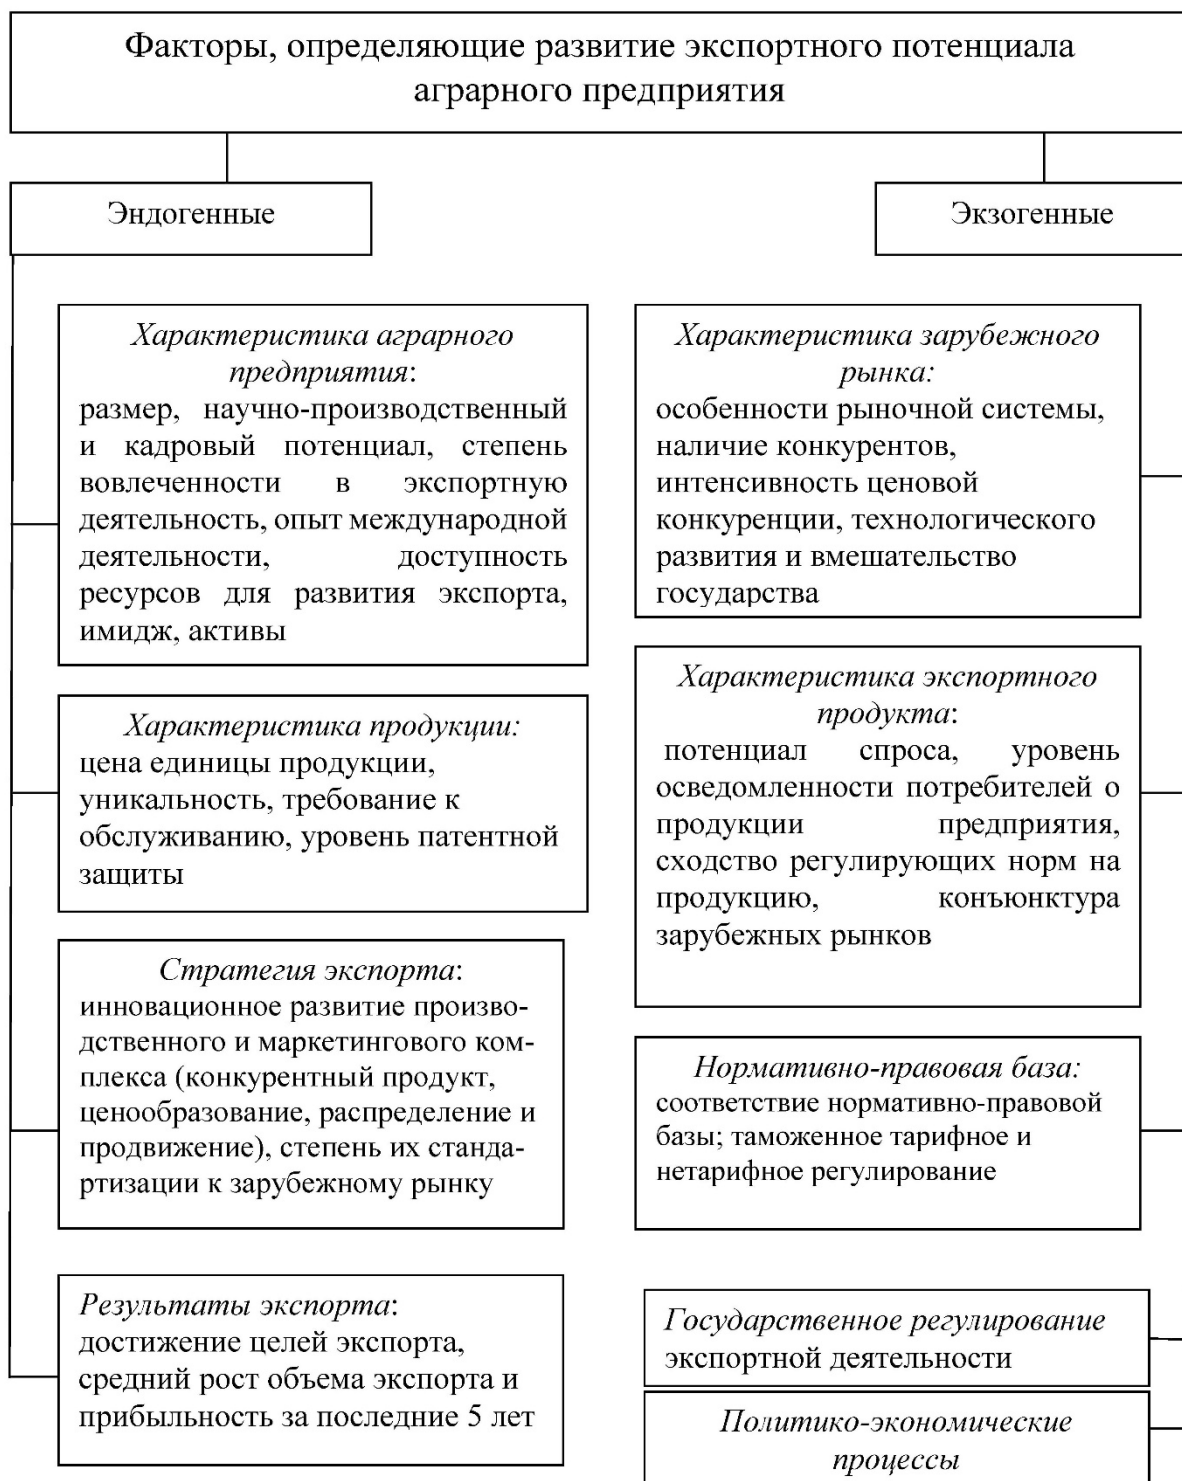 Факторы, определяющие развитие экспортного потенциала
аграрного предприятия
Эндогенные
Экзогенные
Характеристика аграрного
предприятия:
размер, научно-производственный
и кадровый потенциал, степень
вовлеченности в экспортную
деятельность, опыт международной
деятельности, доступность
ресурсов для развития экспорта,
имидж, активы
Характеристика продукции:
цена единицы продукции,
уникальность, требование к
обслуживанию, уровень патентной
защиты
Стратегия экспорта:
инновационное развитие произво-
дственного и маркетингового ком-
плекса (конкурентный продукт,
ценообразование, распределение и
продвижение), степень их станда-
ртизации к зарубежному рынку
Результаты экспорта:
достижение целей экспорта,
средний рост объема экспорта и
прибыльность за последние 5 лет
Характеристика зарубежного
рынка:
особенности рыночной системы,
наличие конкурентов,
интенсивность ценовой
конкуренции, технологического
развития и вмешательство
государства
Характеристика экспортного
продукта:
потенциал спроса, уровень
осведомленности потребителей о
продукции предприятия,
сходство регулирующих норм на
продукцию, конъюнктура
зарубежных рынков
Нормативно-правовая база:
соответствие нормативно-правовой
базы; таможенное тарифное и
нетарифное регулирование
Государственное регулирование
экспортной деятельности
Политико-экономические
процессы